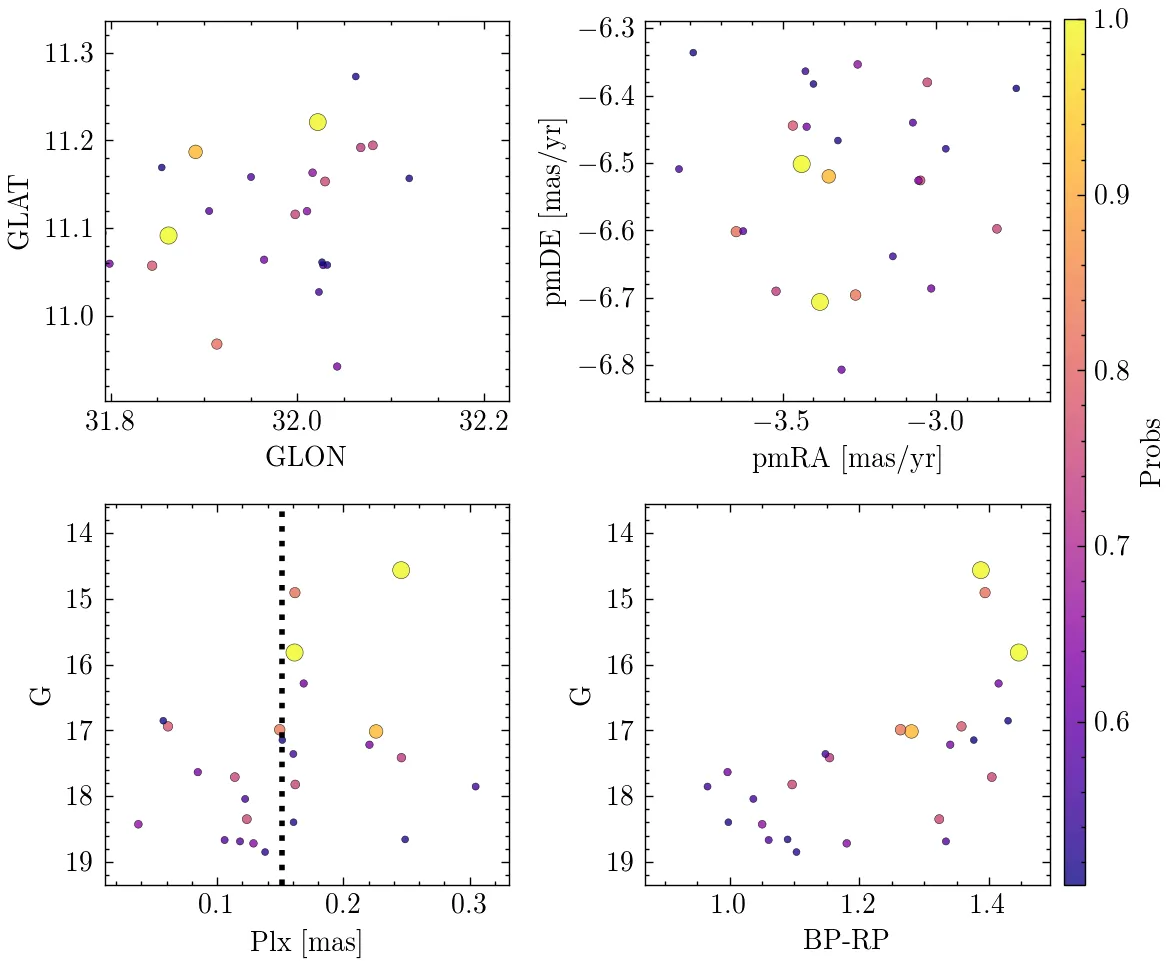 11.3
11.2
11.1
11.0
GLAT
31.8 32.0 32.2
GLON
−6.3
−6.4
−6.5
−6.6
−6.7
−6.8
pmDE [mas/yr]
−3.5 −3.0
pmRA [mas/yr]
14
15
16
17
18
19
G
0.1 0.2 0.3
Plx [mas]
14
15
16
17
18
19
G
1.0 1.2 1.4
BP-RP
1.0
0.9
0.8
0.7
0.6
Probs